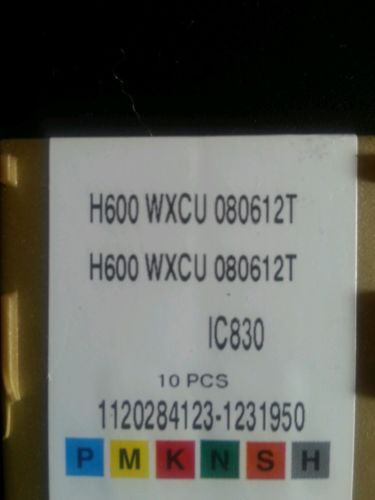 H600 WXCU 080612T
H600 WXCU 080612T
IC830
10 PCS
1120284123-1231950
P M K N S H